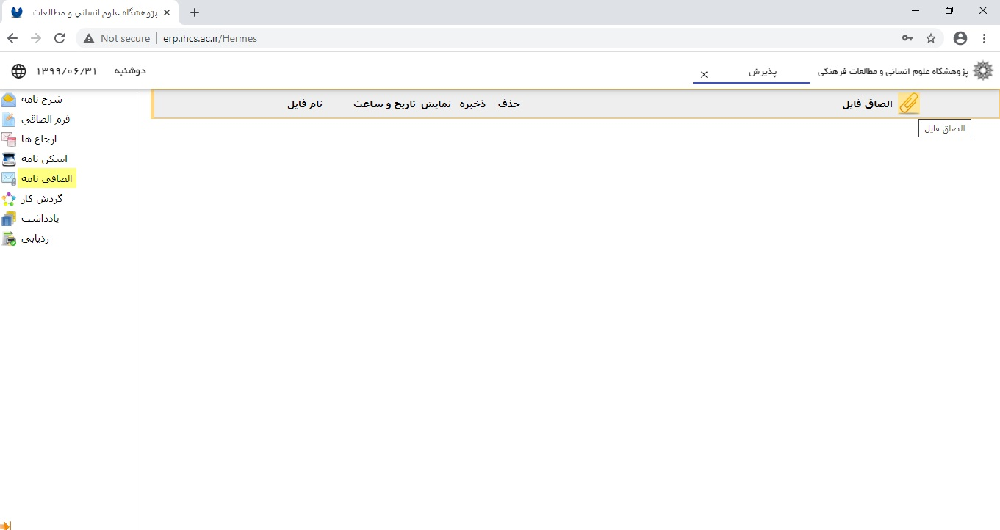 پژوهشگاه علوم انساني و مطالعات
Not secure erp.ihcs.ac.ir/Hermes
پژوهشگاه علوم انسانی و مطالعات فرهنگی
پذیرش
دوشنبه ۱۳۹۹/۰۶/۳۱
الصاق فایل
حذف ذخیره نمایش تاریخ و ساعت نام فایل
الصاق فایل
شرح نامه
فرم الصاقي
ارجاع ها
اسکن نامه
الصاقي نامه
گردش کار
یادداشت
ردیابی